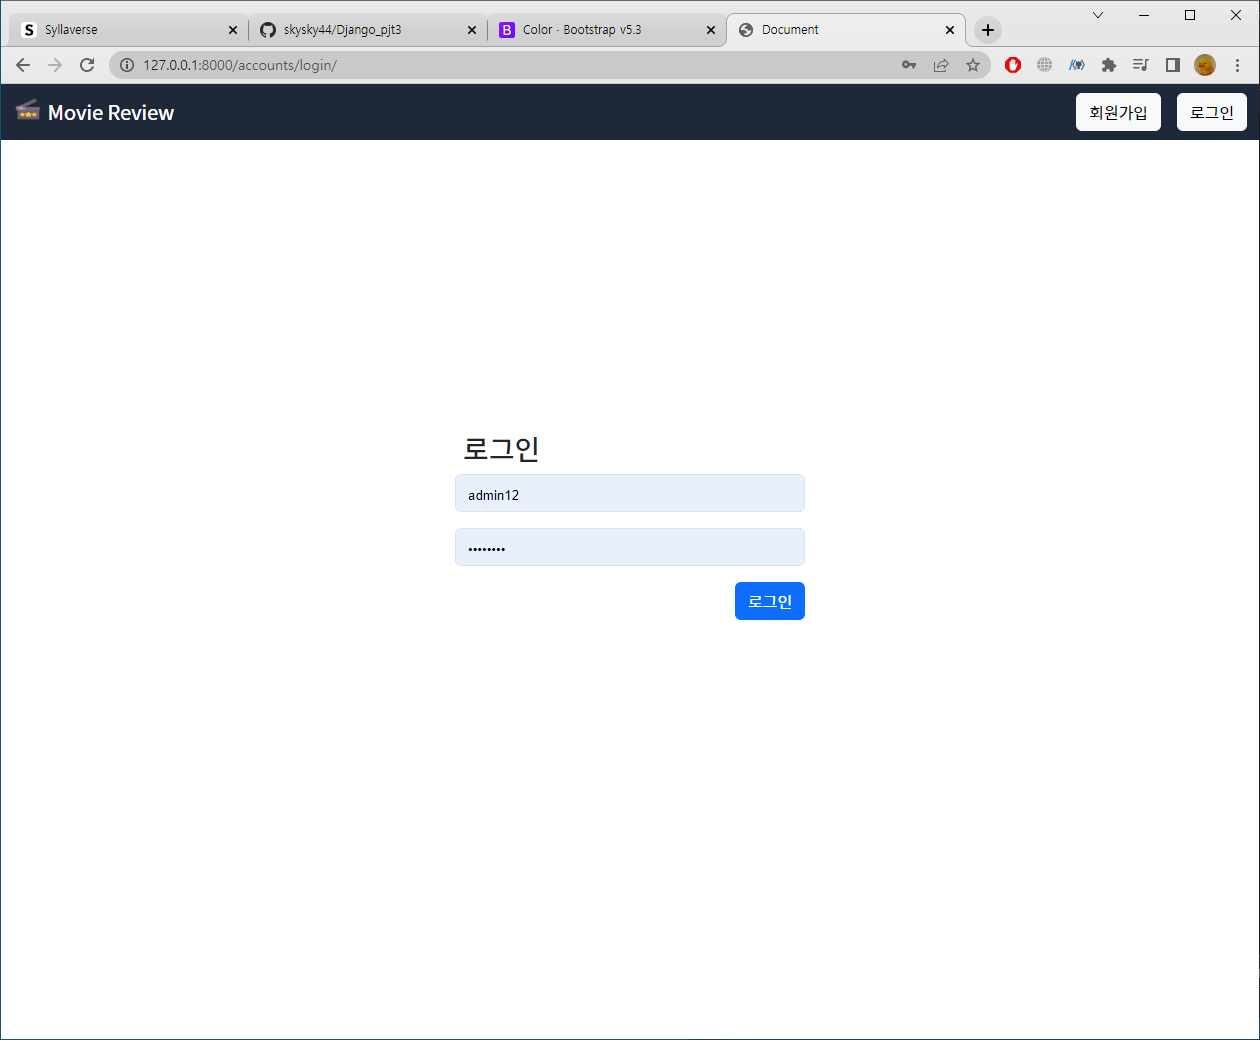 Syllaverse
skysky44/Django_pjt3
Color · Bootstrap v5.3
Document
127.0.0.1:8000/accounts/login/
Movie Review
회원가입
로그인
로그인
admin12
••••••••
로그인